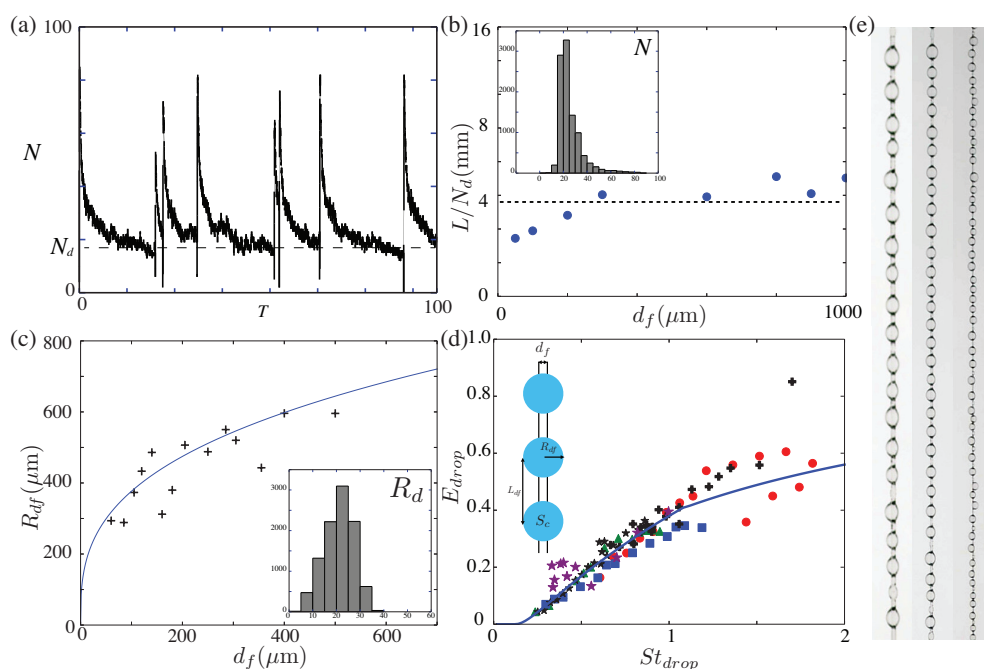 (a)
100
N
N_d
0
0
T
100
(b)
16
12
8
4
0
L/N_d (mm)
0
1000
d_f(μm)
N
3000
2000
1000
0
0 20 40 60 80 100
(c)
800
600
400
200
0
R_df(μm)
0 200 400 600
d_f(μm)
R_d
3000
2000
1000
0
0 10 20 30 40 50 60
(d)
1.0
0.8
0.6
0.4
0.2
0
E_drop
0 1 2
St_drop
d_f
R_df
L_df
S_c
(e)